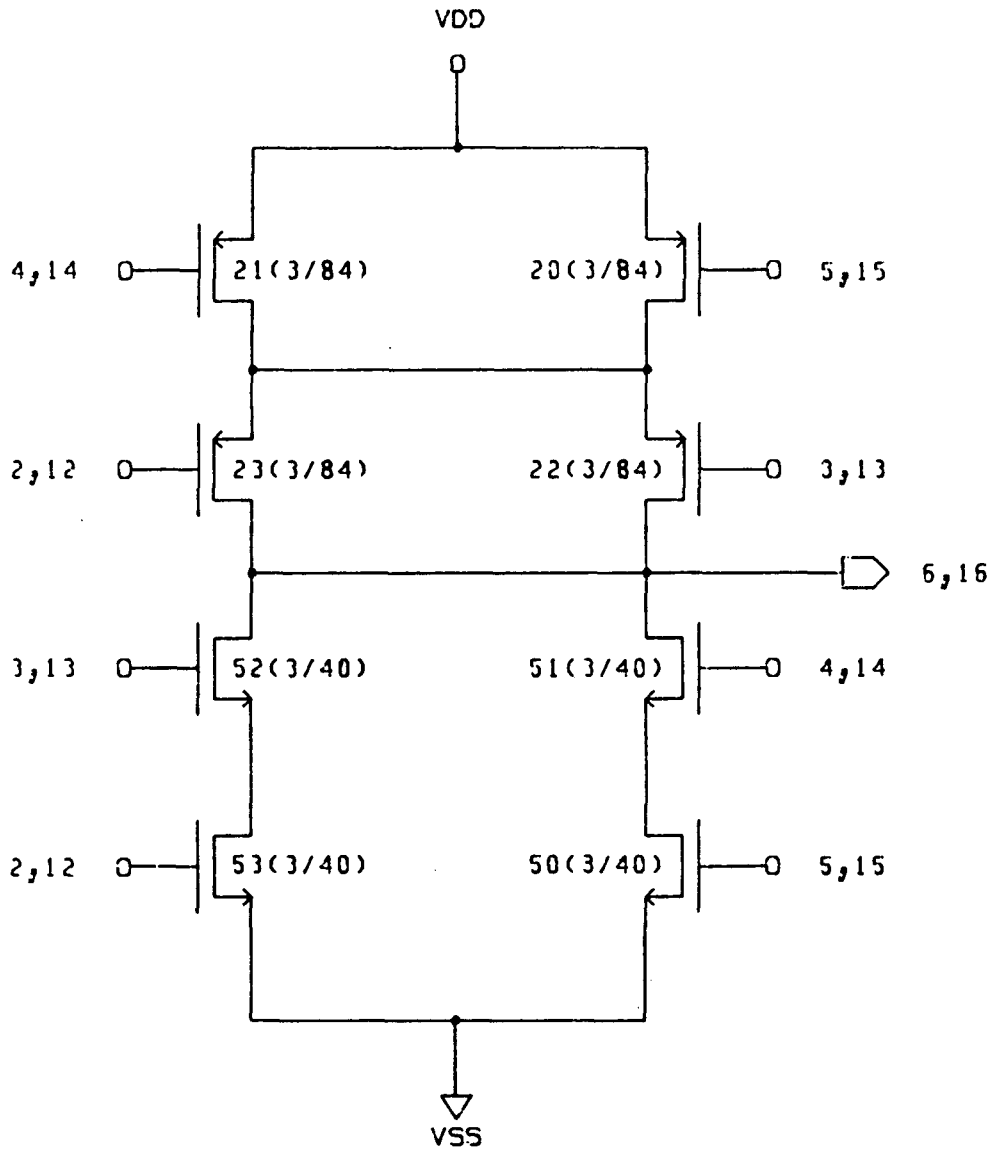 VDD
4,14 21(3/84) 20(3/84) 5,15
2,12 23(3/84) 22(3/84) 3,13
6,16
3,13 52(3/40) 51(3/40) 4,14
2,12 53(3/40) 50(3/40) 5,15
VSS